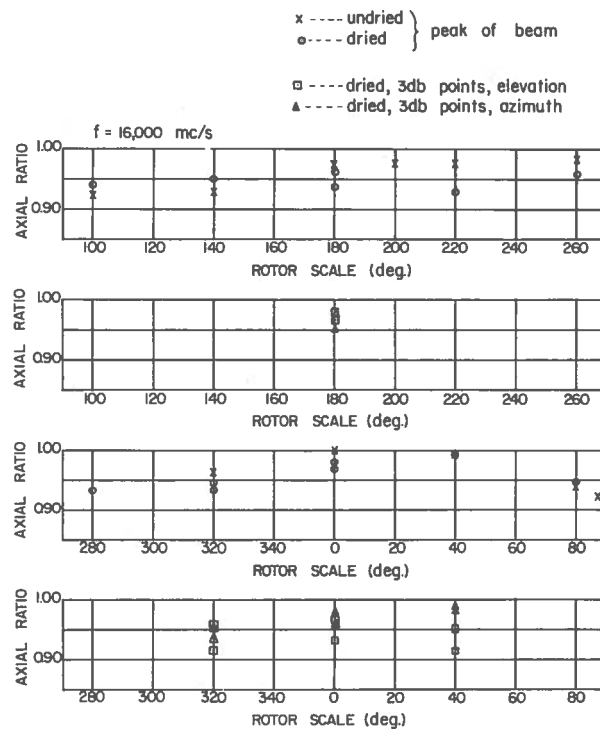 x ---- undried
o ---- dried
} peak of beam
□ ---- dried, 3db points, elevation
▲ ---- dried, 3db points, azimuth
f = 16,000 mc/s
AXIAL RATIO
1.00
0.90
100 120 140 160 180 200 220 240 260
ROTOR SCALE (deg.)
AXIAL RATIO
1.00
0.90
100 120 140 160 180 200 220 240 260
ROTOR SCALE (deg.)
AXIAL RATIO
1.00
0.90
280 300 320 340 0 20 40 60 80
ROTOR SCALE (deg.)
AXIAL RATIO
1.00
0.90
280 300 320 340 0 20 40 60 80
ROTOR SCALE (deg.)